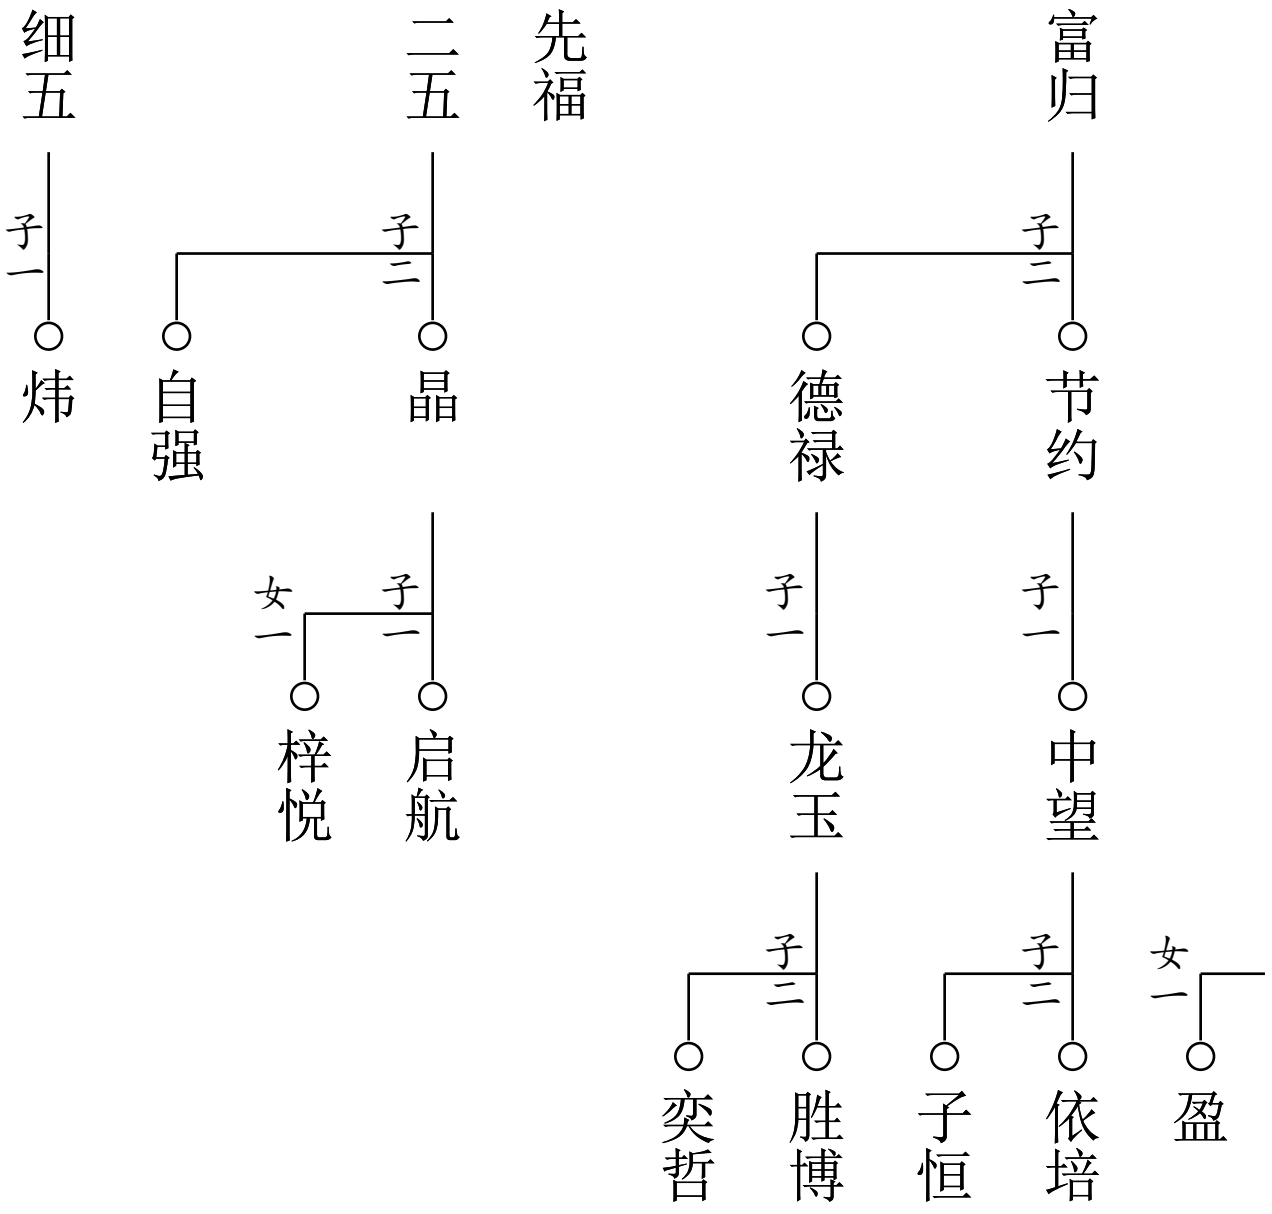 富归
先福
二五
细五
子二
子二
子一
节约
德禄
晶
自强
炜
子一
子一
子一
女一
中望
龙玉
启航
梓悦
女一
子二
子二
盈
依培
子恒
胜博
奕哲